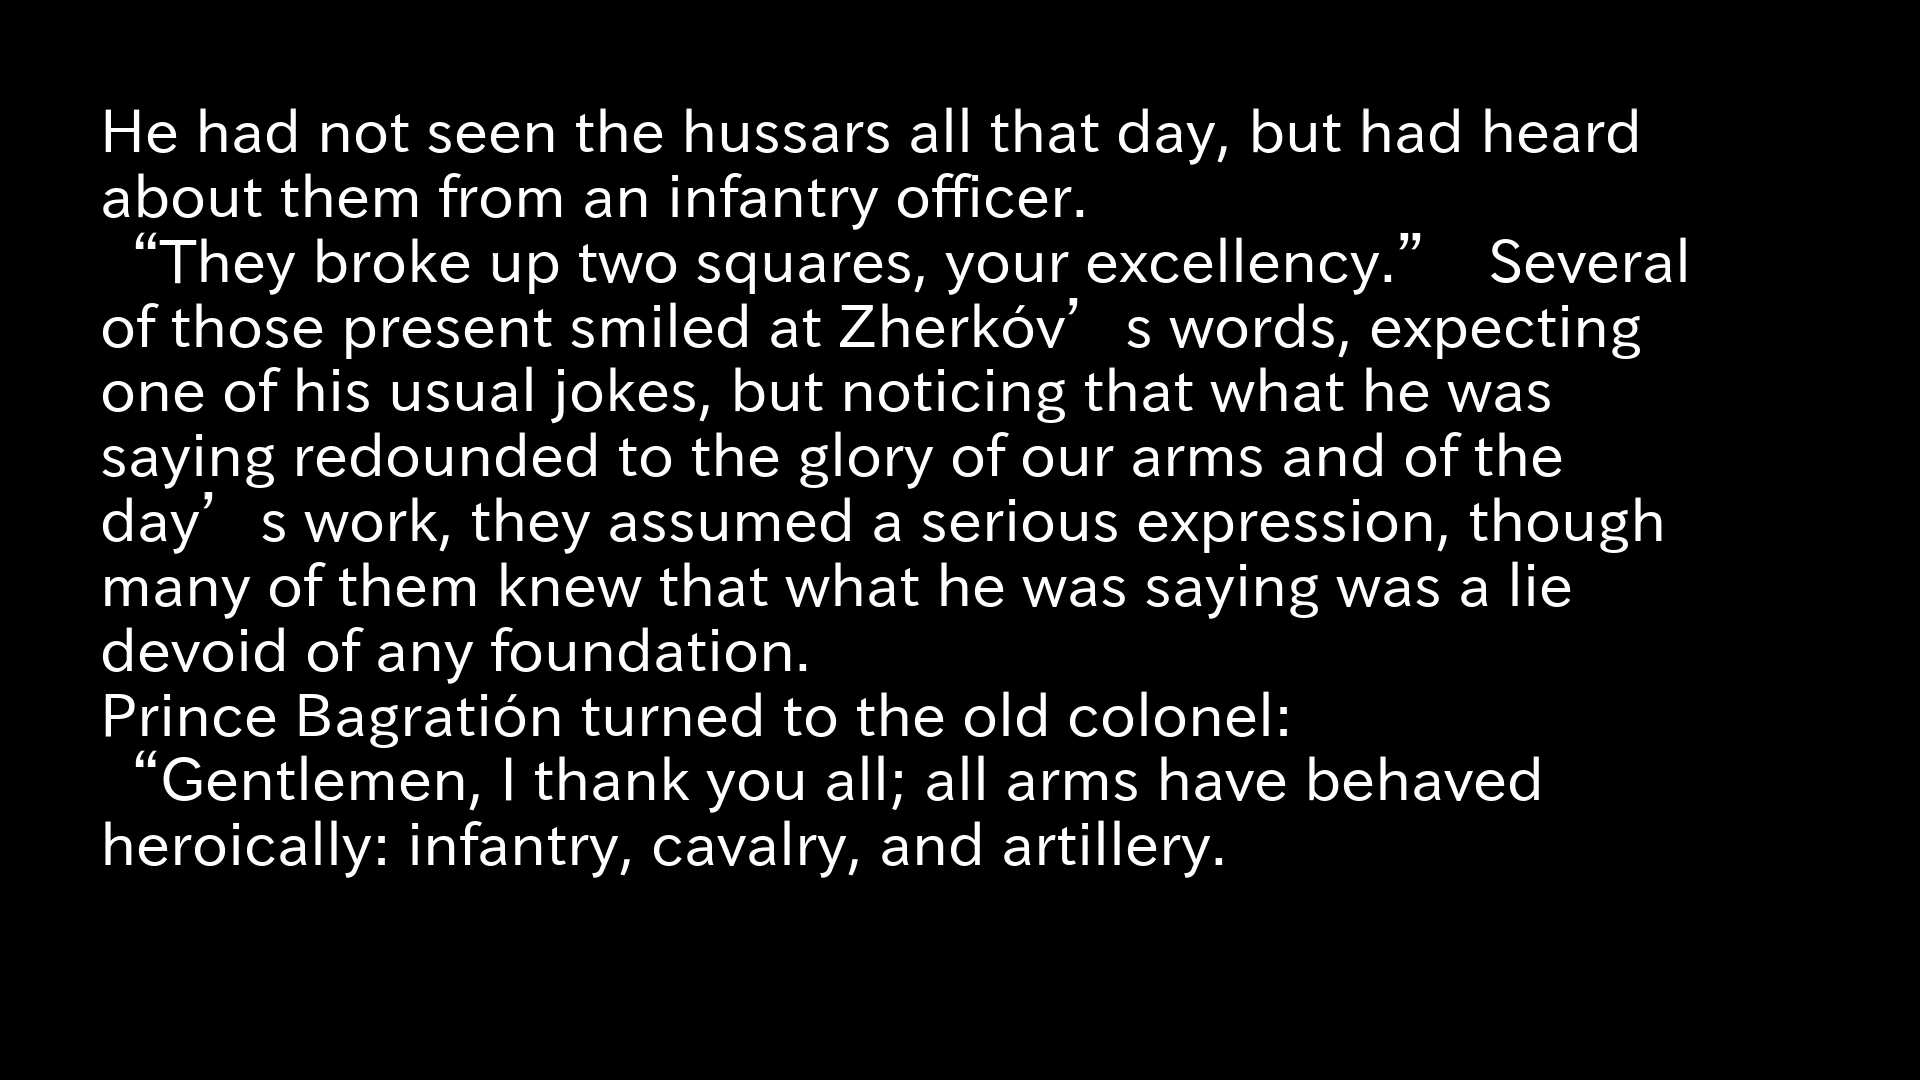 He had not seen the hussars all that day, but had heard
about them from an infantry officer.
“They broke up two squares, your excellency.” Several
of those present smiled at Zherkóv’s words, expecting
one of his usual jokes, but noticing that what he was
saying redounded to the glory of our arms and of the
day’s work, they assumed a serious expression, though
many of them knew that what he was saying was a lie
devoid of any foundation.
Prince Bagratión turned to the old colonel:
“Gentlemen, I thank you all; all arms have behaved
heroically: infantry, cavalry, and artillery.